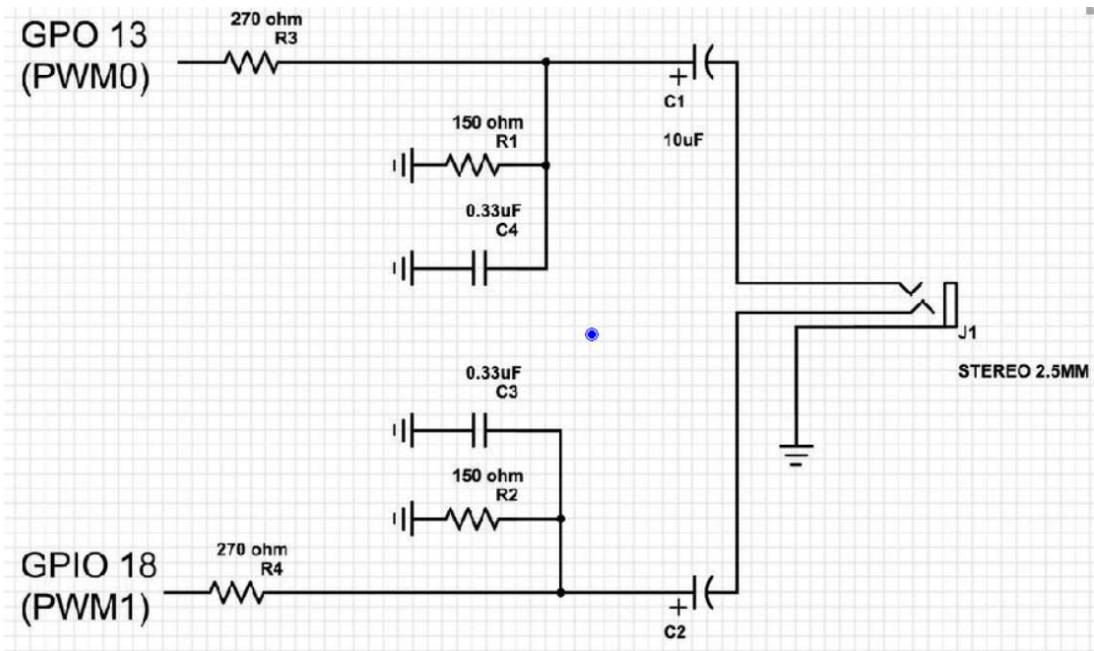 GPO 13
(PWM0)
270 ohm
R3
+
C1
10uF
150 ohm
R1
0.33uF
C4
J1
STEREO 2.5MM
0.33uF
C3
150 ohm
R2
GPIO 18
(PWM1)
270 ohm
R4
+
C2